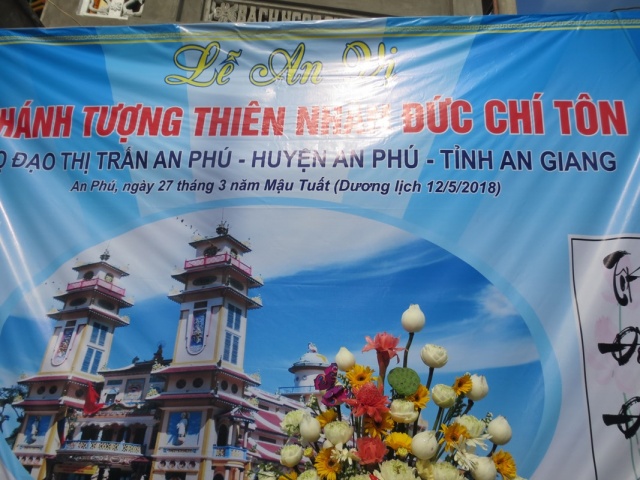 Lễ An Vị
HÁNH TƯỢNG THIÊN NHÃN ĐỨC CHÍ TÔN
Ọ ĐẠO THỊ TRẤN AN PHÚ - HUYỆN AN PHÚ - TỈNH AN GIANG
An Phú, ngày 27 tháng 3 năm Mậu Tuất (Dương lịch 12/5/2018)